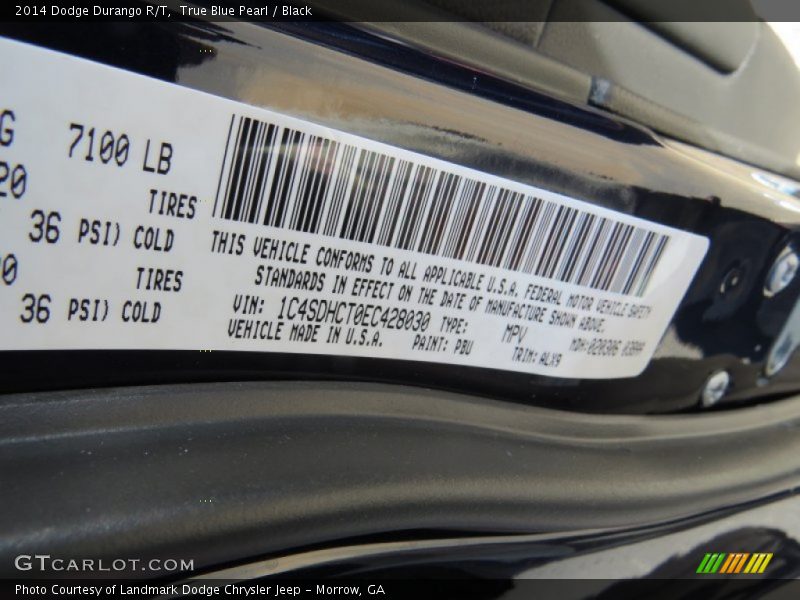 2014 Dodge Durango R/T, True Blue Pearl / Black
G 7100 LB
20 TIRES
36 PSI) COLD
TIRES
36 PSI) COLD
THIS VEHICLE CONFORMS TO ALL APPLICABLE U.S.A. FEDERAL MOTOR VEHICLE SAFETY
STANDARDS IN EFFECT ON THE DATE OF MANUFACTURE SHOWN ABOVE.
VIN: 1C4SDHCT0EC428030 TYPE: MPV
VEHICLE MADE IN U.S.A. PAINT: PBU TRIM: ALX9 MDH:
GTCARLOT.COM
Photo Courtesy of Landmark Dodge Chrysler Jeep – Morrow, GA